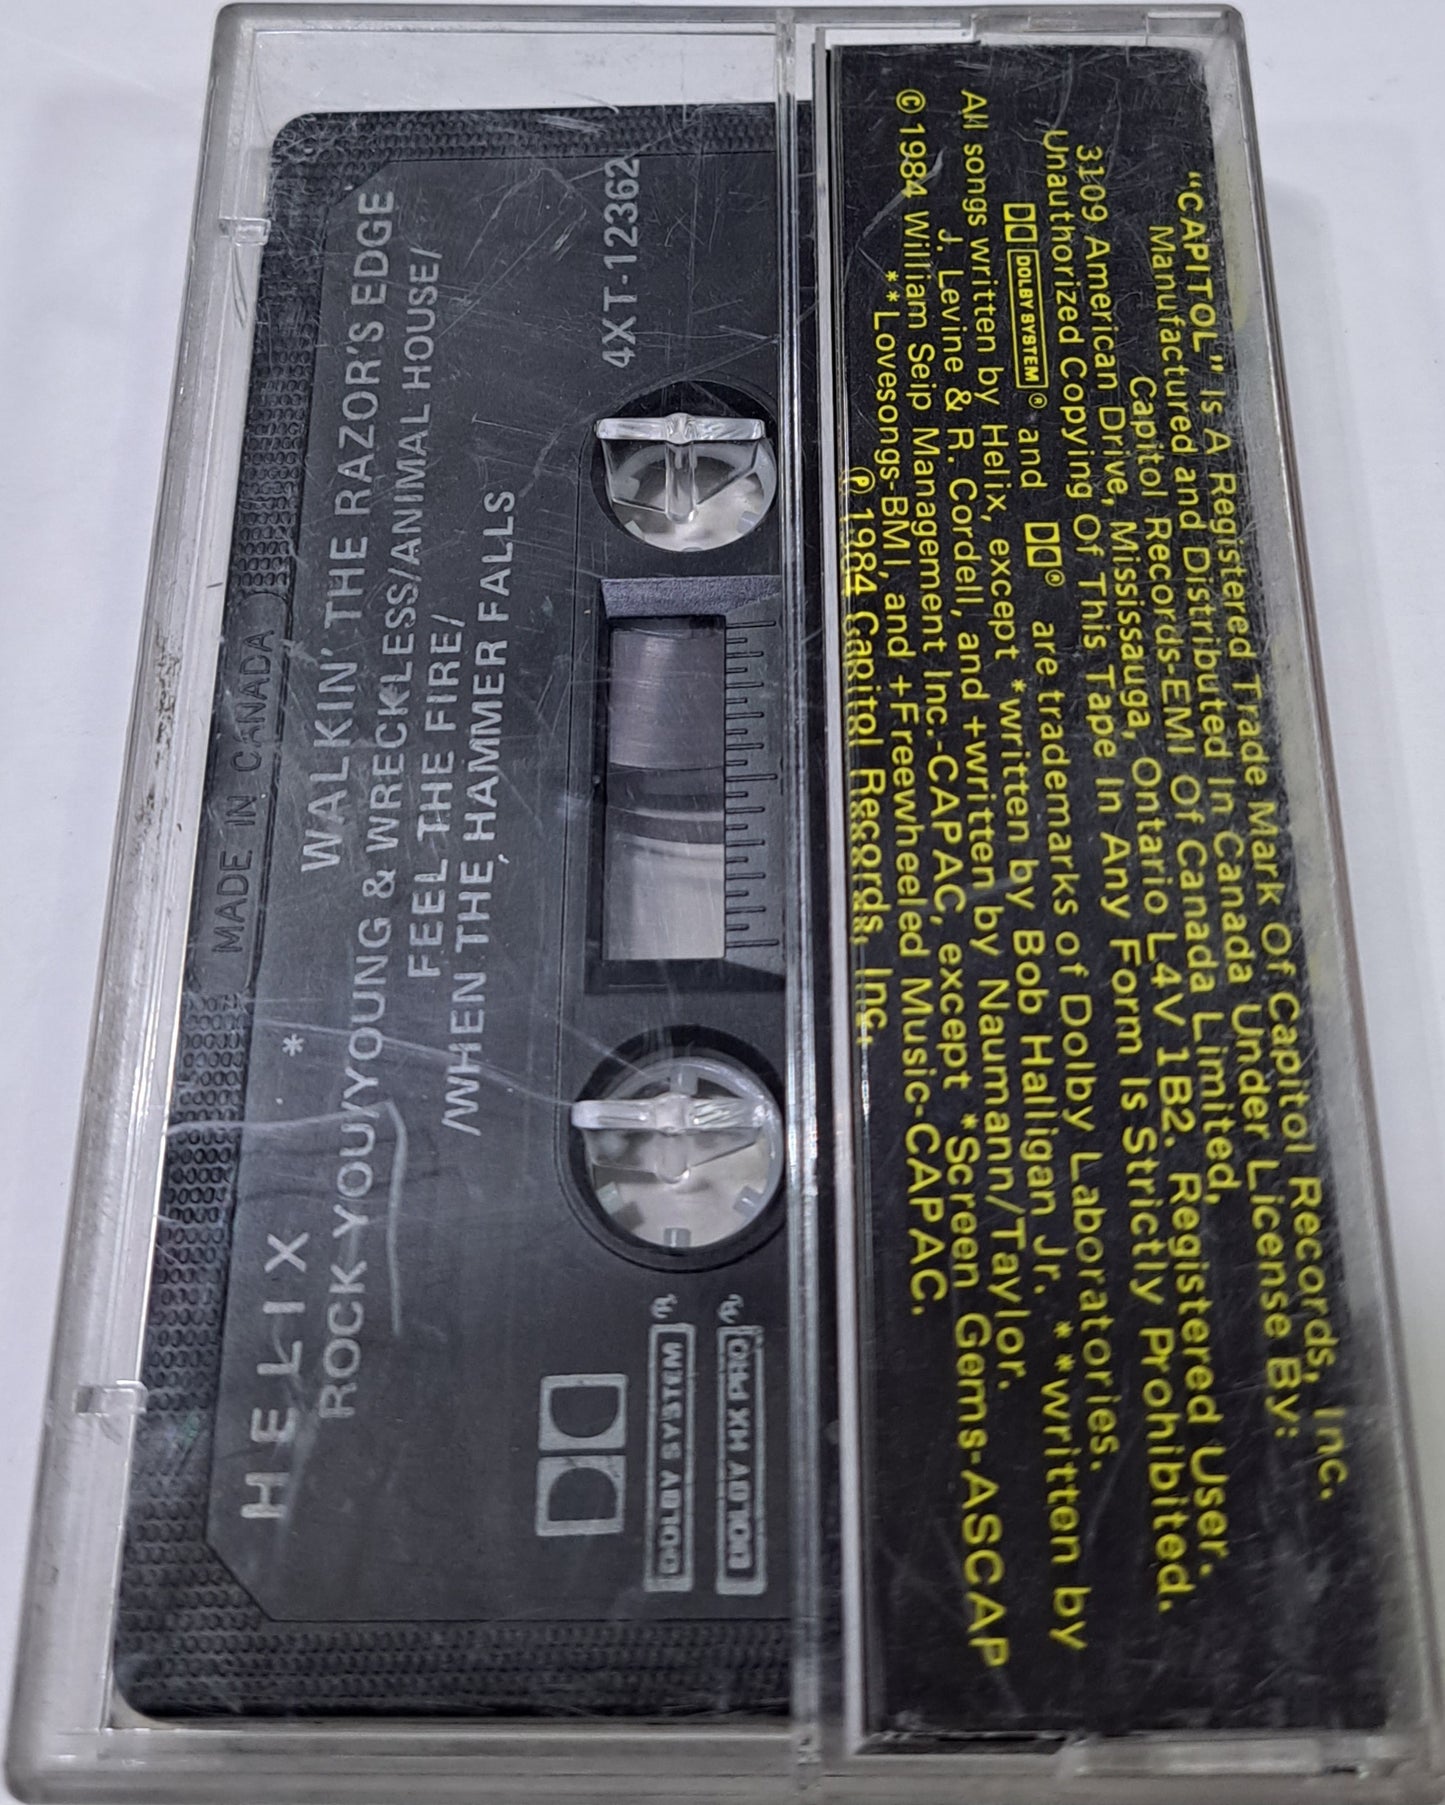 HELIX * WALKIN' THE RAZOR'S EDGE
ROCK YOU/YOUNG & WRECKLESS/ANIMAL HOUSE/
FEEL THE FIRE/
/WHEN THE HAMMER FALLS
4XT-12362
DOLBY SYSTEM
DOLBY HX PRO
MADE IN CANADA
"CAPITOL" Is A Registered Trade Mark Of Capitol Records, Inc.
Manufactured and Distributed In Canada Under License By:
Capitol Records-EMI Of Canada Limited,
3109 American Drive, Mississauga, Ontario L4V 1B2. Registered User.
Unauthorized Copying Of This Tape In Any Form Is Strictly Prohibited.
DOLBY SYSTEM ® and ® are trademarks of Dolby Laboratories.
All songs written by Helix, except *written by Bob Halligan Jr. **written by
J. Levine & R. Cordell, and +written by Naumann/Taylor.
©1984 William Seip Management Inc.-CAPAC, except *Screen Gems-ASCAP
**Lovesongs-BMI, and +Freewheeled Music-CAPAC.
℗ 1984 Capitol Records, Inc.